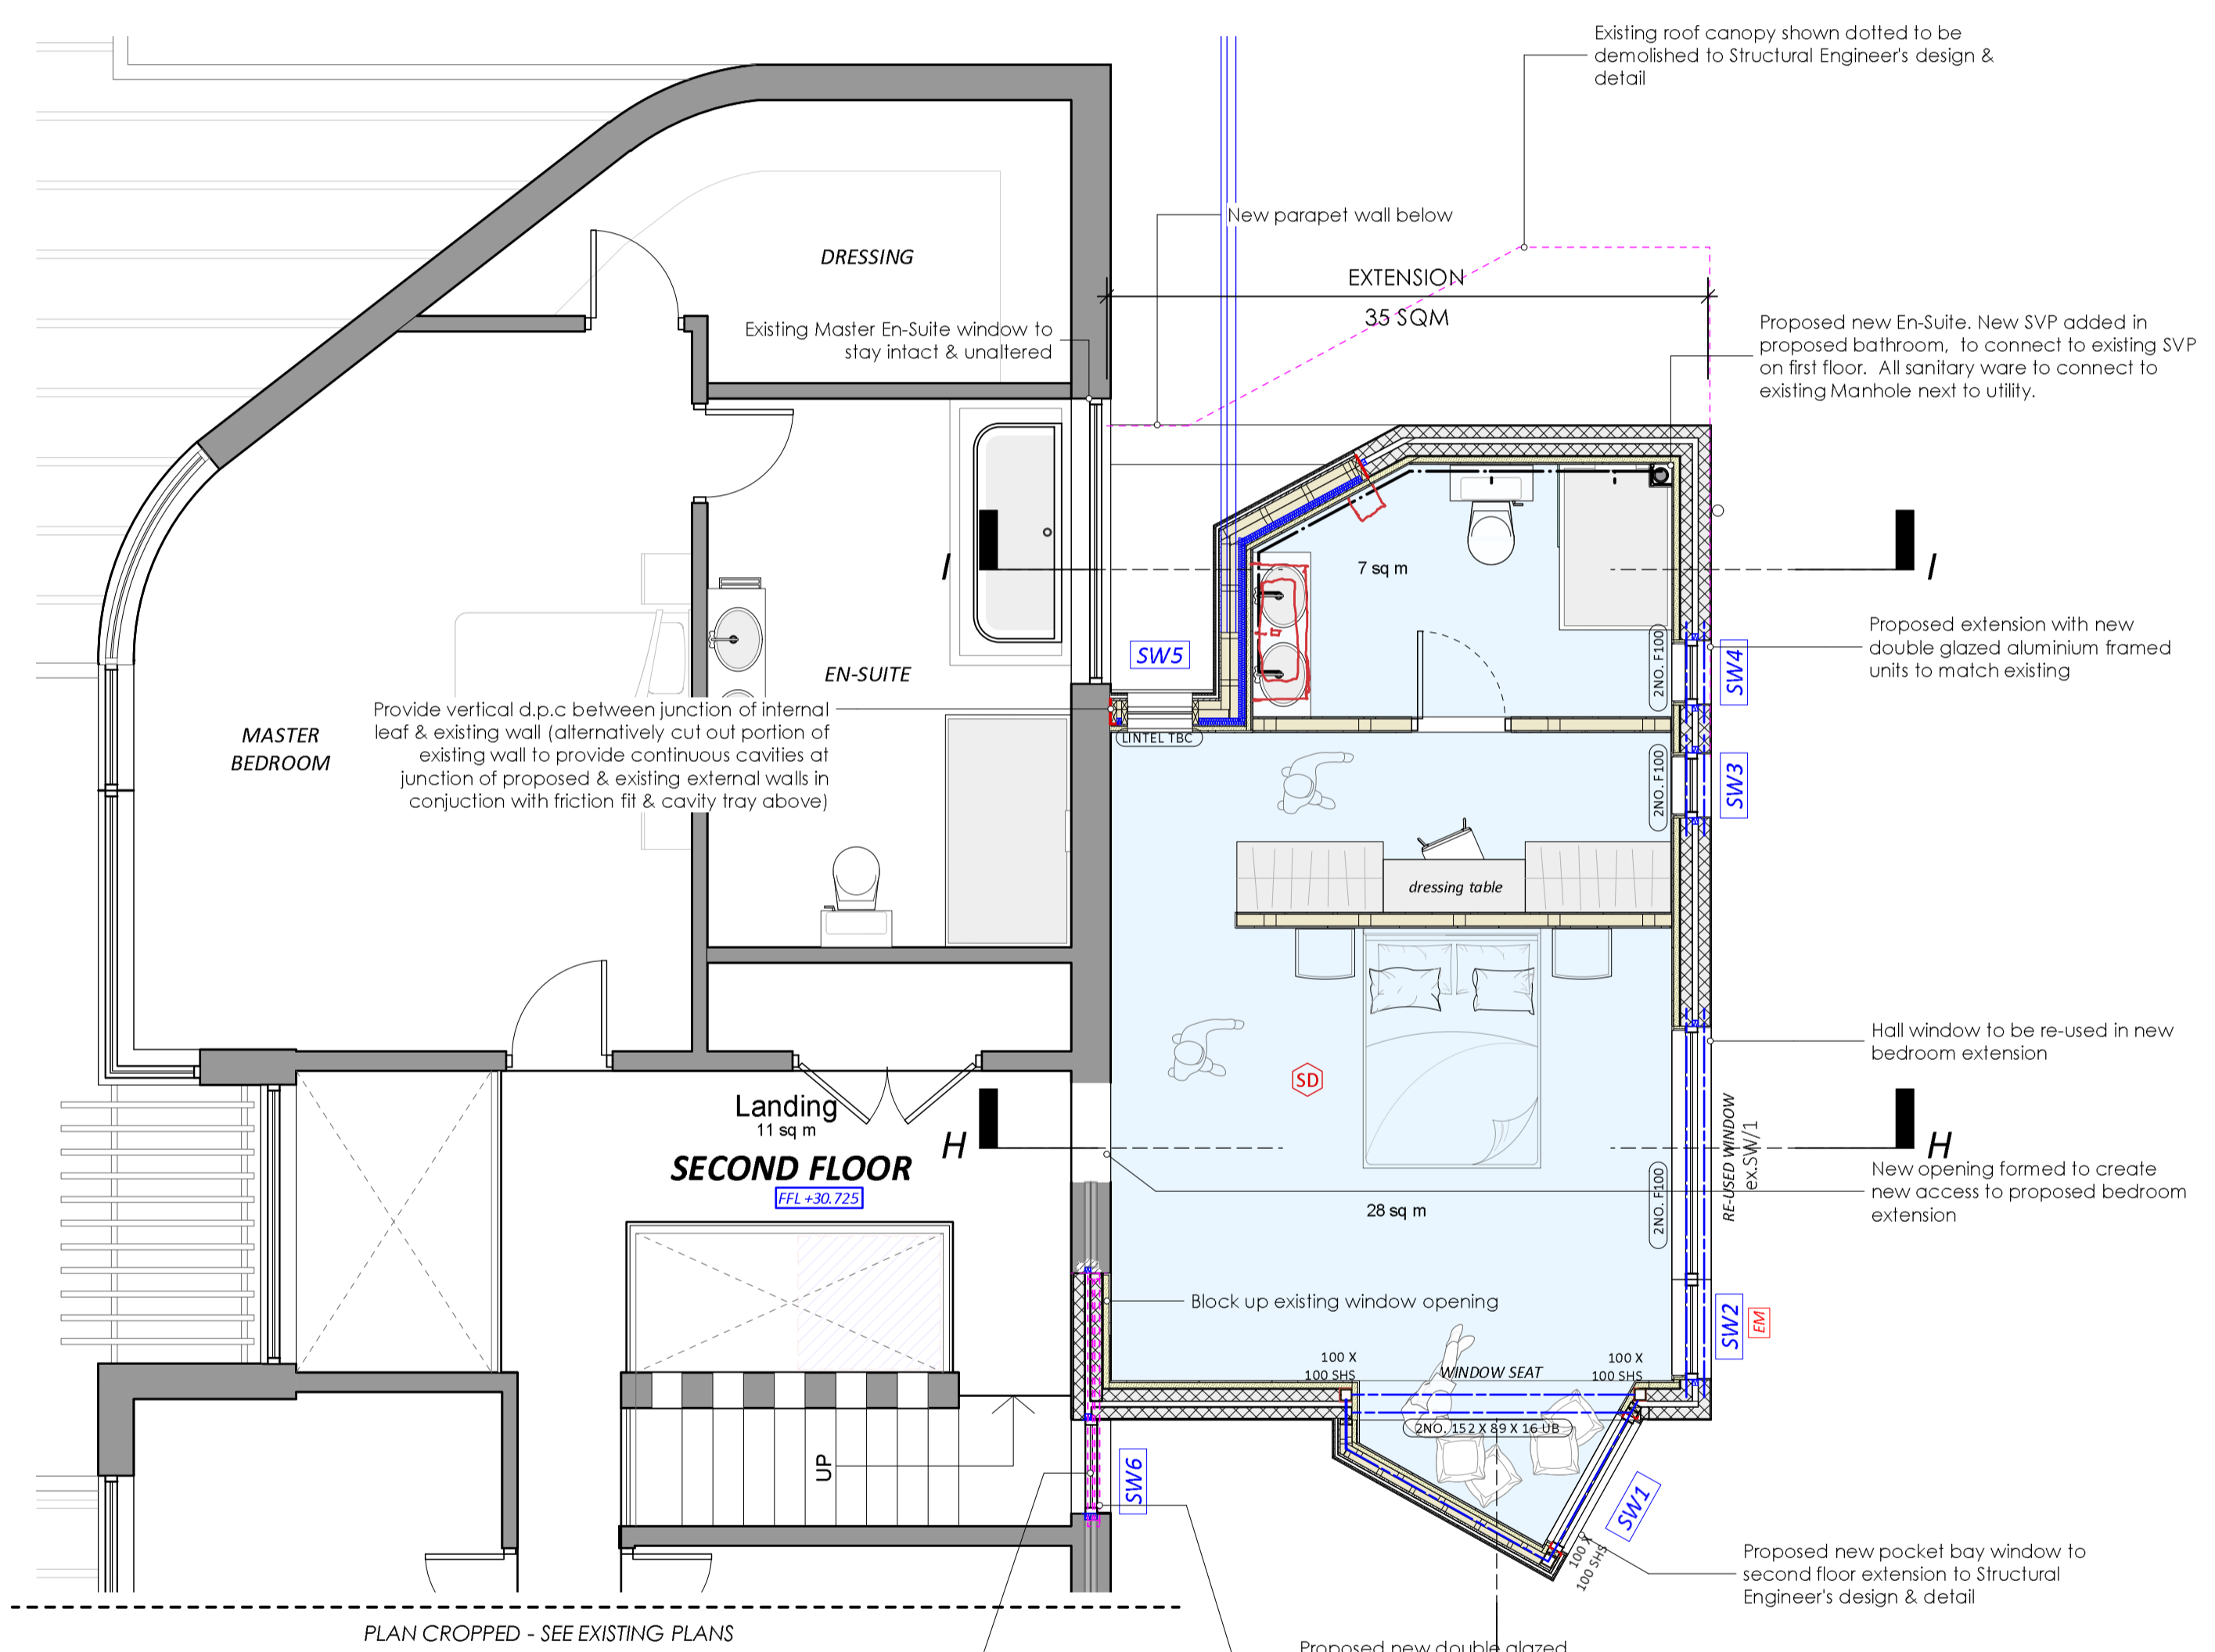 Existing roof canopy shown dotted to be
demolished to Structural Engineer's design &
detail
New parapet wall below
EXTENSION
35 SQM
DRESSING
Existing Master En-Suite window to
stay intact & unaltered
Proposed new En-Suite. New SVP added in
proposed bathroom, to connect to existing SVP
on first floor. All sanitary ware to connect to
existing Manhole next to utility.
I
I
7 sq m
Proposed extension with new
double glazed aluminium framed
units to match existing
SW5
2NO. F100
SW4
EN-SUITE
MASTER
BEDROOM
Provide vertical d.p.c between junction of internal
leaf & existing wall (alternatively cut out portion of
existing wall to provide continuous cavities at
junction of proposed & existing external walls in
conjuction with friction fit & cavity tray above)
LINTEL TBC
2NO. F100
SW3
dressing table
Hall window to be re-used in new
bedroom extension
SD
Landing
11 sq m
SECOND FLOOR
FFL +30.725
H
H
RE-USED WINDOW
ex.SW/1
New opening formed to create
new access to proposed bedroom
extension
2NO. F100
28 sq m
Block up existing window opening
SW2
EM
100 X
100 SHS
WINDOW SEAT
100 X
100 SHS
2NO. 152 X 89 X 16 UB
UP
SW6
SW1
100 X
100 SHS
Proposed new pocket bay window to
second floor extension to Structural
Engineer's design & detail
PLAN CROPPED - SEE EXISTING PLANS
Proposed new double glazed